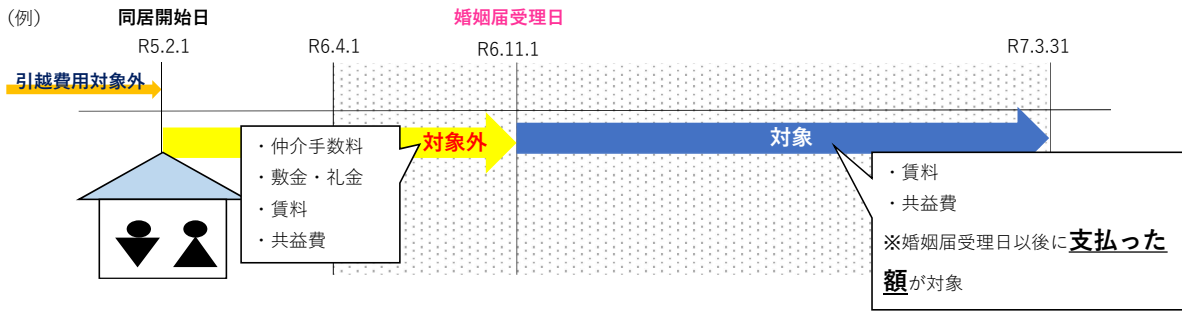 (例)
同居開始日
婚姻届受理日
R5.2.1
R6.4.1
R6.11.1
R7.3.31
引越費用対象外
対象外
対象
・仲介手数料
・敷金・礼金
・賃料
・共益費
・賃料
・共益費
※婚姻届受理日以後に支払った
額が対象